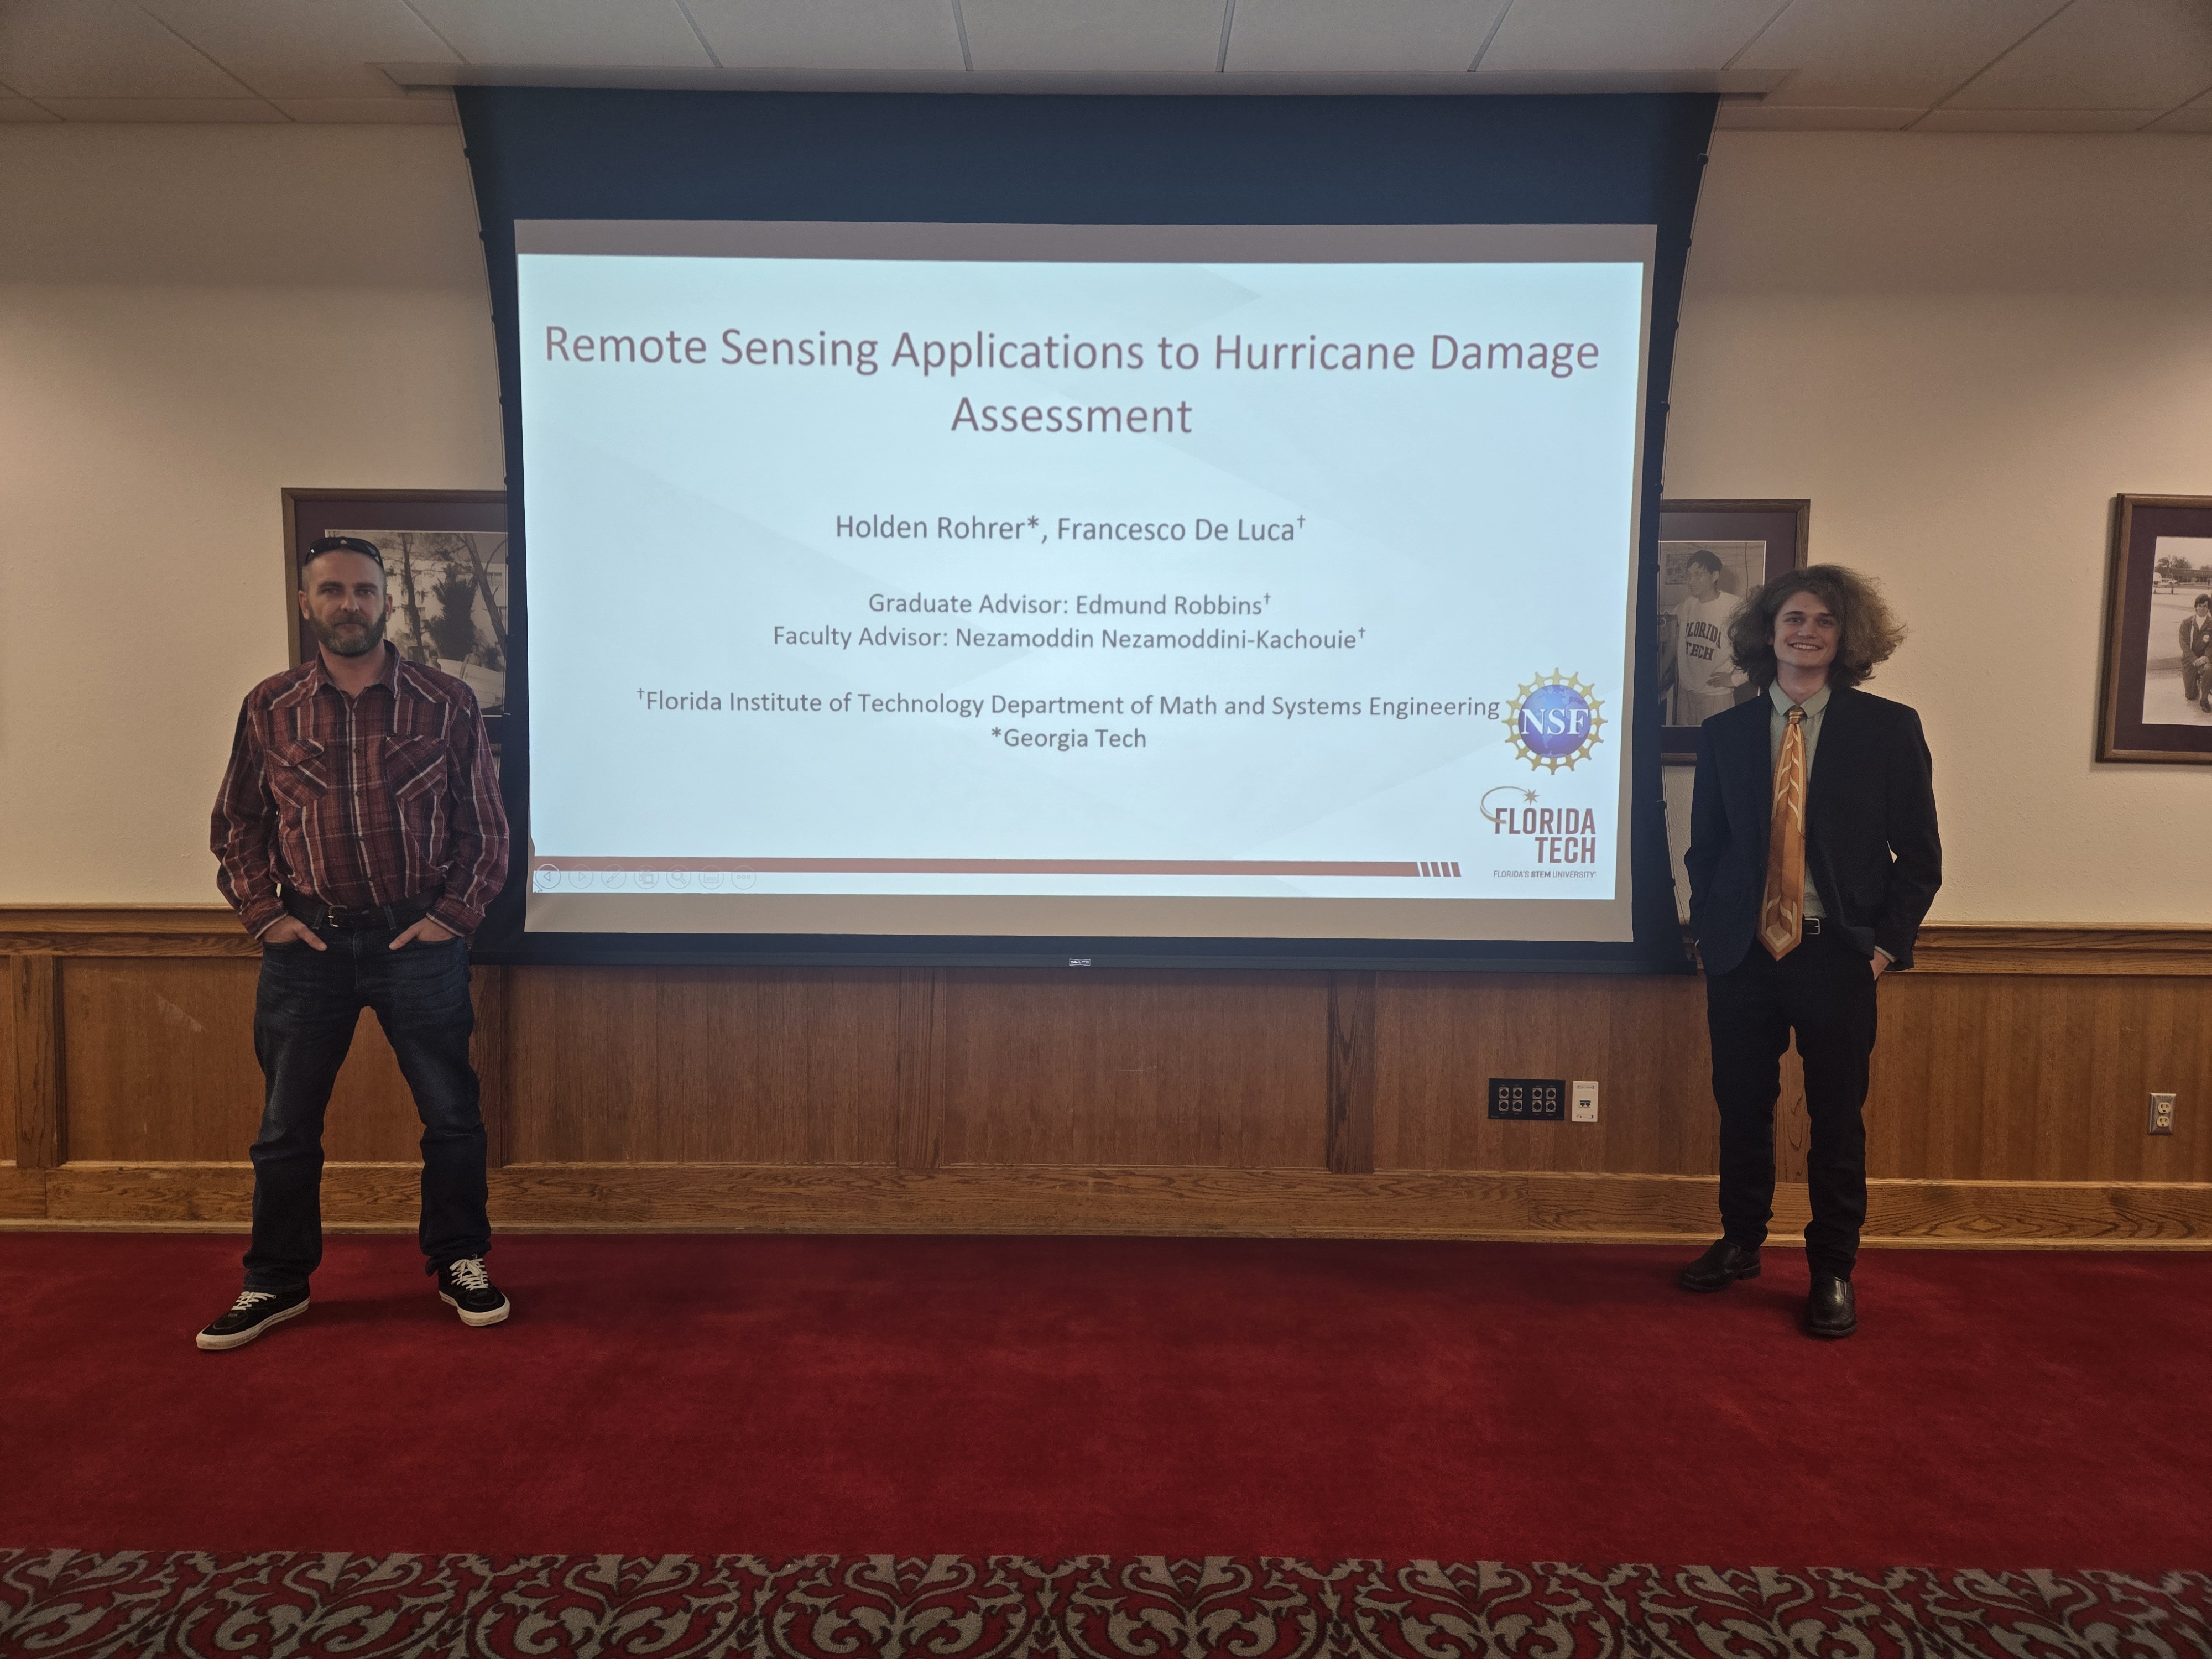 Remote Sensing Applications to Hurricane Damage
Assessment
Holden Rohrer*, Francesco De Luca†
Graduate Advisor: Edmund Robbins†
Faculty Advisor: Nezamoddin Nezamoddini-Kachouie†
†Florida Institute of Technology Department of Math and Systems Engineering
*Georgia Tech
NSF
FLORIDA
TECH
FLORIDA'S STEM UNIVERSITY
FLORIDA
TECH